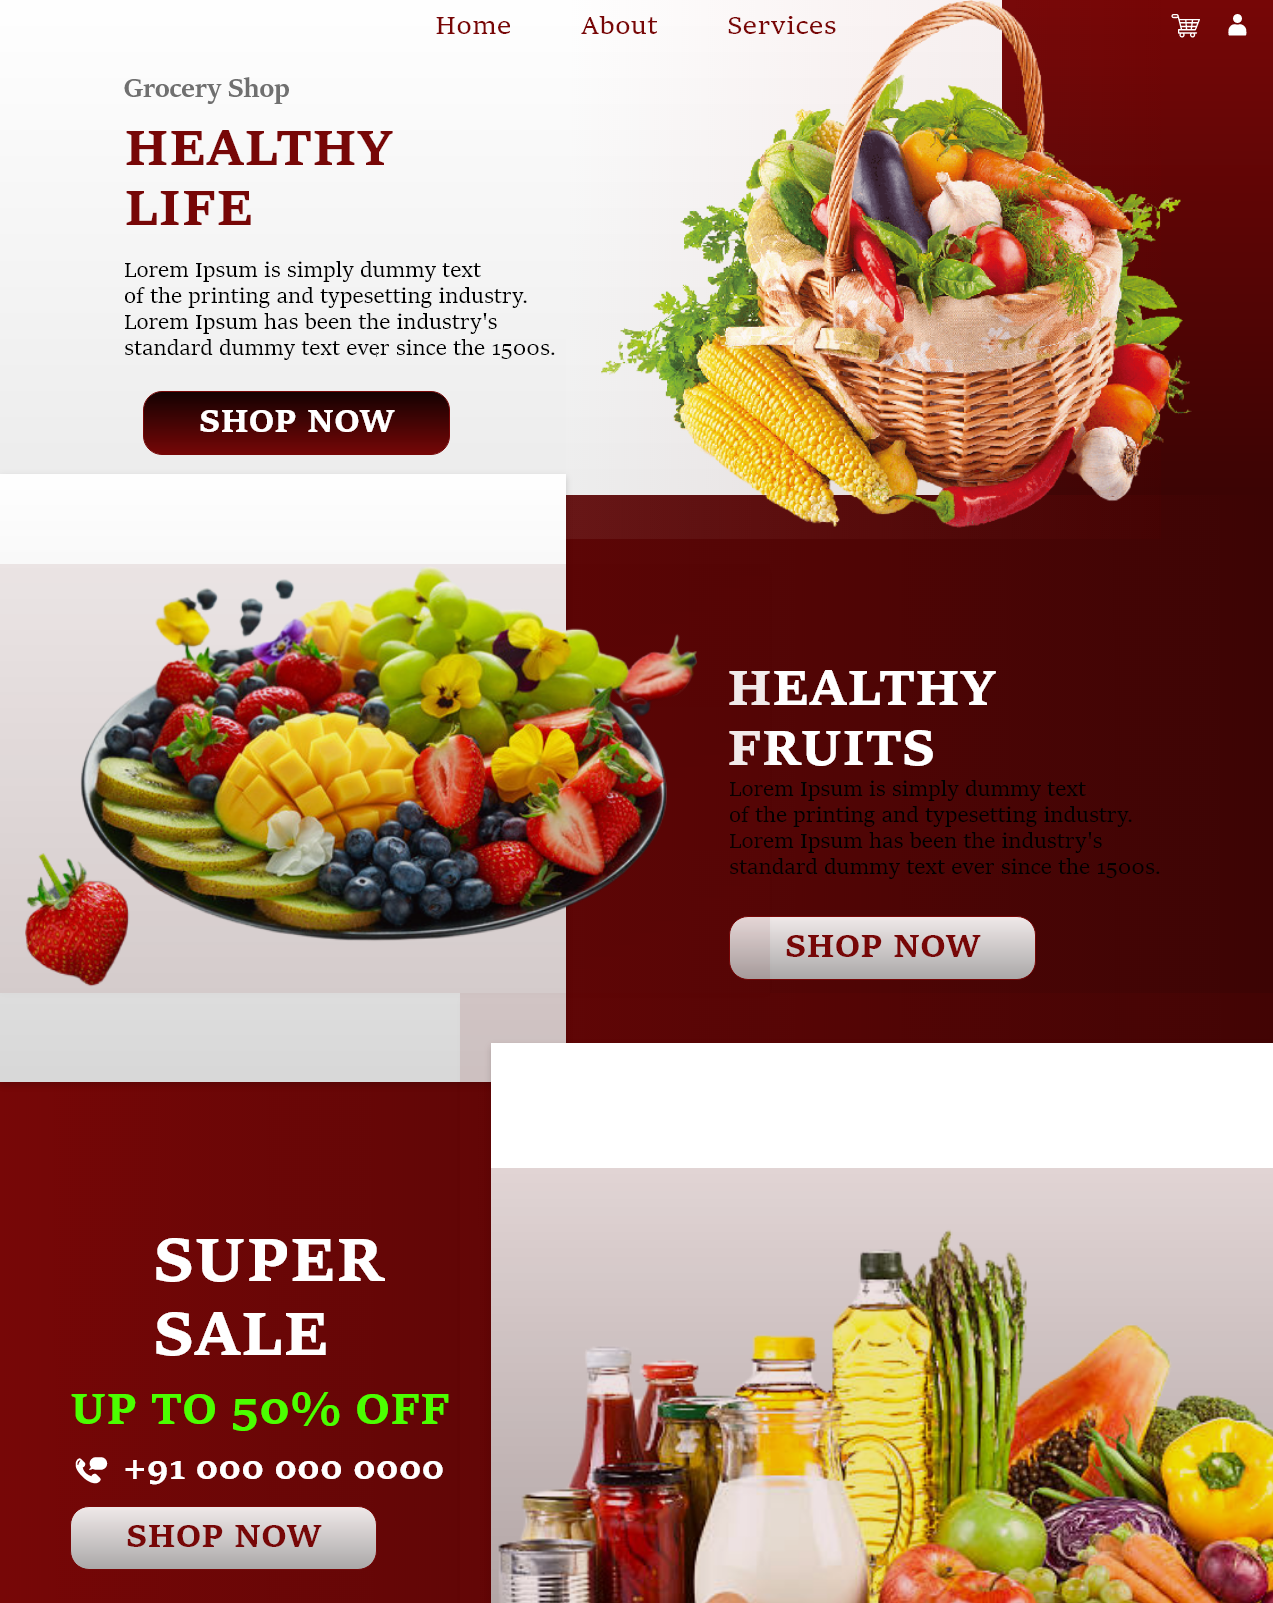 Home About Services
Grocery Shop
HEALTHY
LIFE
Lorem Ipsum is simply dummy text
of the printing and typesetting industry.
Lorem Ipsum has been the industry's
standard dummy text ever since the 1500s.
SHOP NOW
HEALTHY
FRUITS
Lorem Ipsum is simply dummy text
of the printing and typesetting industry.
Lorem Ipsum has been the industry's
standard dummy text ever since the 1500s.
SHOP NOW
SUPER
SALE
UP TO 50% OFF
+91 000 000 0000
SHOP NOW